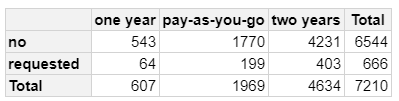 one year pay-as-you-go two years Total
no 543 1770 4231 6544
requested 64 199 403 666
Total 607 1969 4634 7210